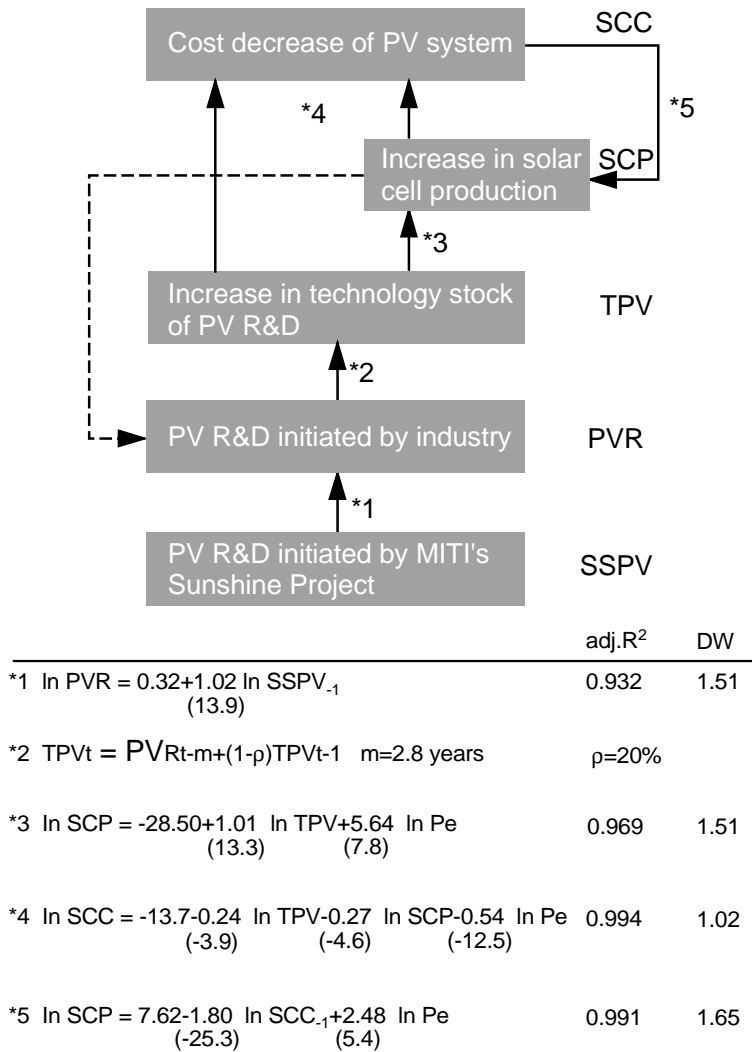 Cost decrease of PV system
SCC
*4
*5
Increase in solar
cell production
SCP
*3
Increase in technology stock
of PV R&D
TPV
*2
PV R&D initiated by industry
PVR
*1
PV R&D initiated by MITI's
Sunshine Project
SSPV
adj.R² DW
*1 ln PVR = 0.32+1.02 ln SSPV₋₁ 0.932 1.51
(13.9)
*2 TPVt = PVRt-m+(1-ρ)TPVt-1 m=2.8 years ρ=20%
*3 ln SCP = -28.50+1.01 ln TPV+5.64 ln Pe 0.969 1.51
(13.3) (7.8)
*4 ln SCC = -13.7-0.24 ln TPV-0.27 ln SCP-0.54 ln Pe 0.994 1.02
(-3.9) (-4.6) (-12.5)
*5 ln SCP = 7.62-1.80 ln SCC₋₁+2.48 ln Pe 0.991 1.65
(-25.3) (5.4)